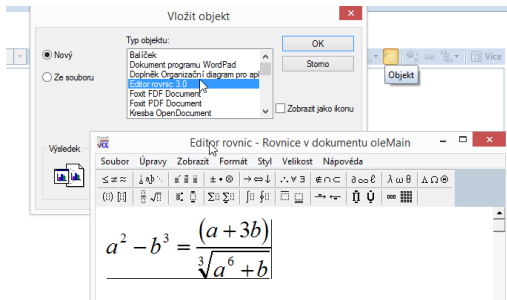 Vložit objekt
Typ objektu:
Nový
Ze souboru
Balíček
Dokument programu WordPad
Doplněk Organizační diagram pro apl
Editor rovnic 3.0
Foxit FDF Document
Foxit PDF Document
Kresba OpenDocument
OK
Storno
Zobrazit jako ikonu
Více
Objekt
Výsledek
Editor rovnic - Rovnice v dokumentu oleMain
Soubor Úpravy Zobrazit Formát Styl Velikost Nápověda
a² − b³ = (a + 3b) / ∛(a⁶ + b)